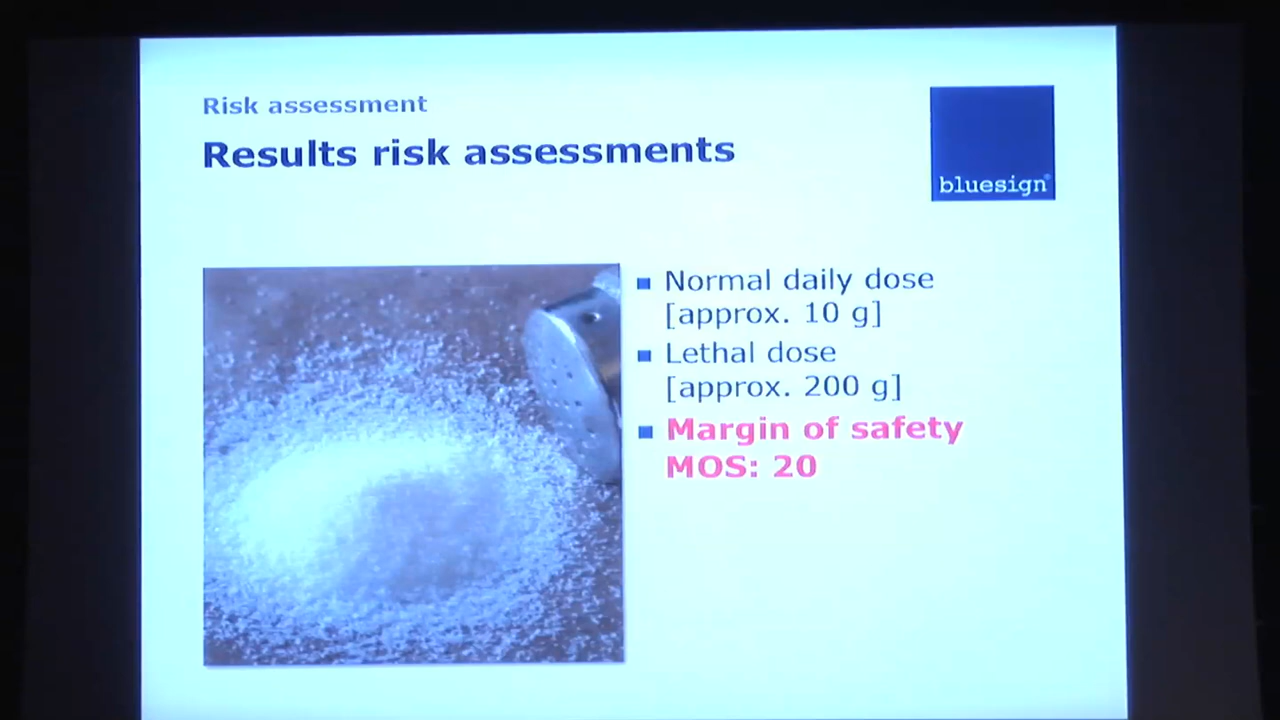 Risk assessment
Results risk assessments
bluesign®
Normal daily dose
[approx. 10 g]
Lethal dose
[approx. 200 g]
Margin of safety
MOS: 20